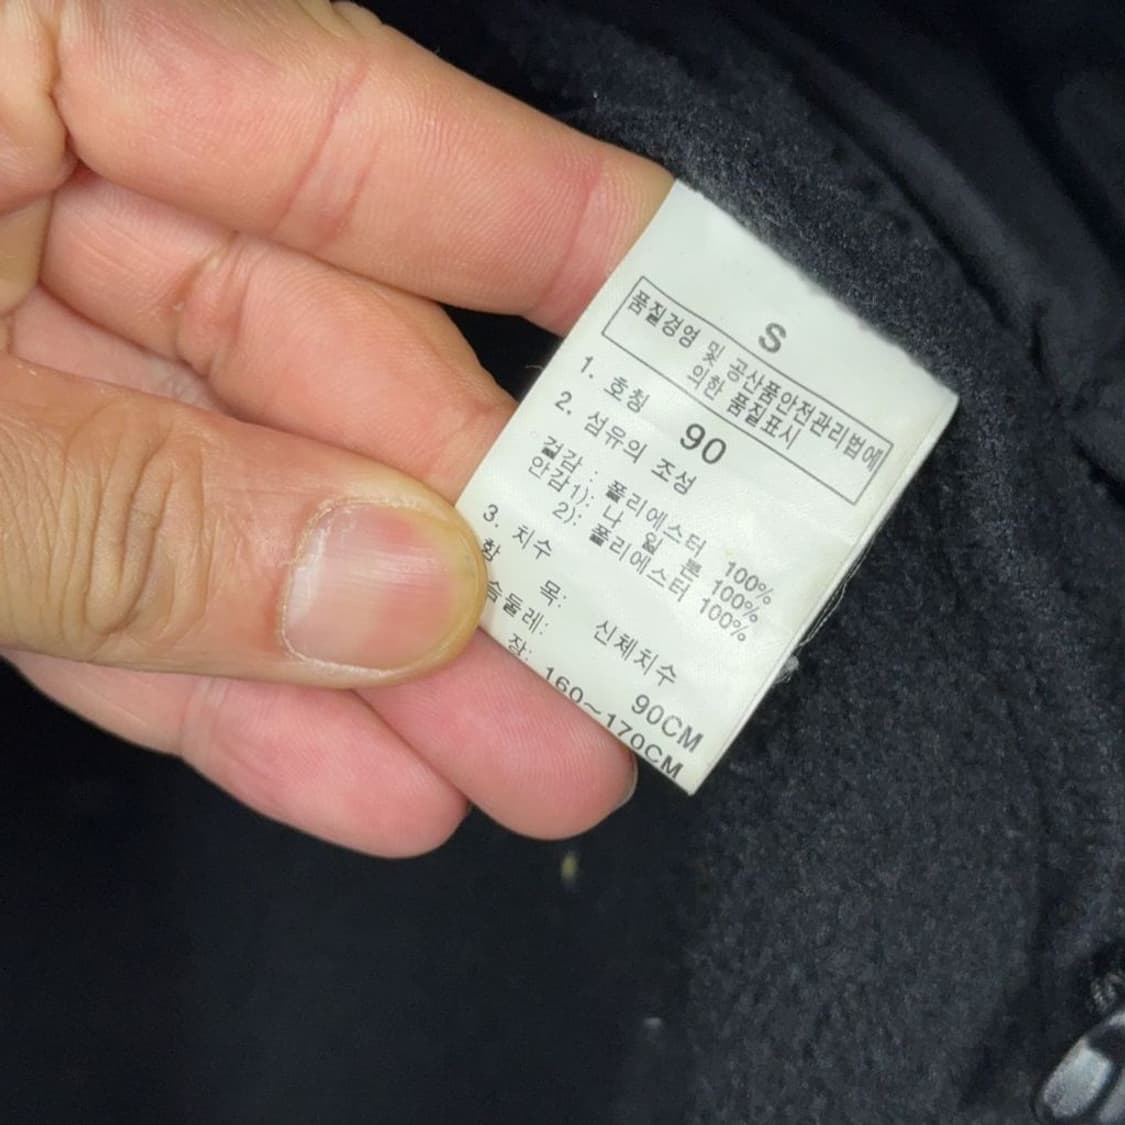 S
품질경영 및 공산품안전관리법에
의한 품질표시
1. 호칭 90
2. 섬유의 조성
겉감 : 폴리에스터 100%
안감1): 나 일 론 100%
2): 폴리에스터 100%
3. 치수
항 목: 신체치수
슴둘레: 90CM
장: 160~170CM